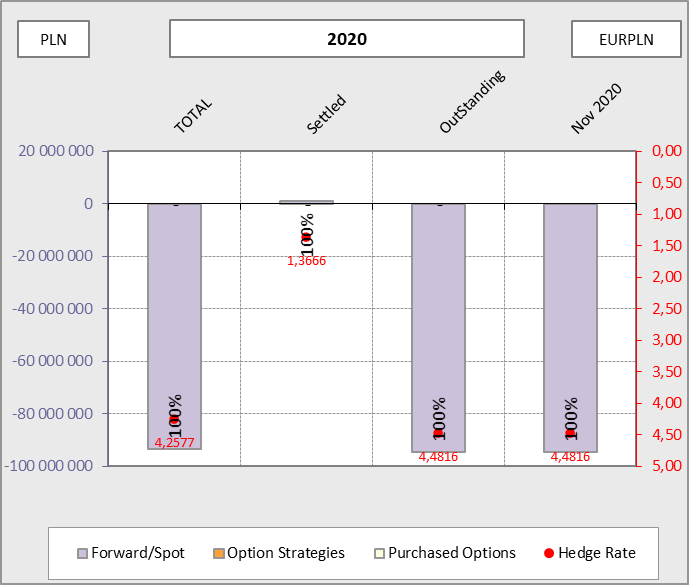 PLN
2020
EURPLN
TOTAL
Settled
OutStanding
Nov 2020
20 000 000
0
-20 000 000
-40 000 000
-60 000 000
-80 000 000
-100 000 000
0,00
0,50
1,00
1,50
2,00
2,50
3,00
3,50
4,00
4,50
5,00
100%
4,2577
100%
1,3666
100%
4,4816
100%
4,4816
Forward/Spot
Option Strategies
Purchased Options
Hedge Rate